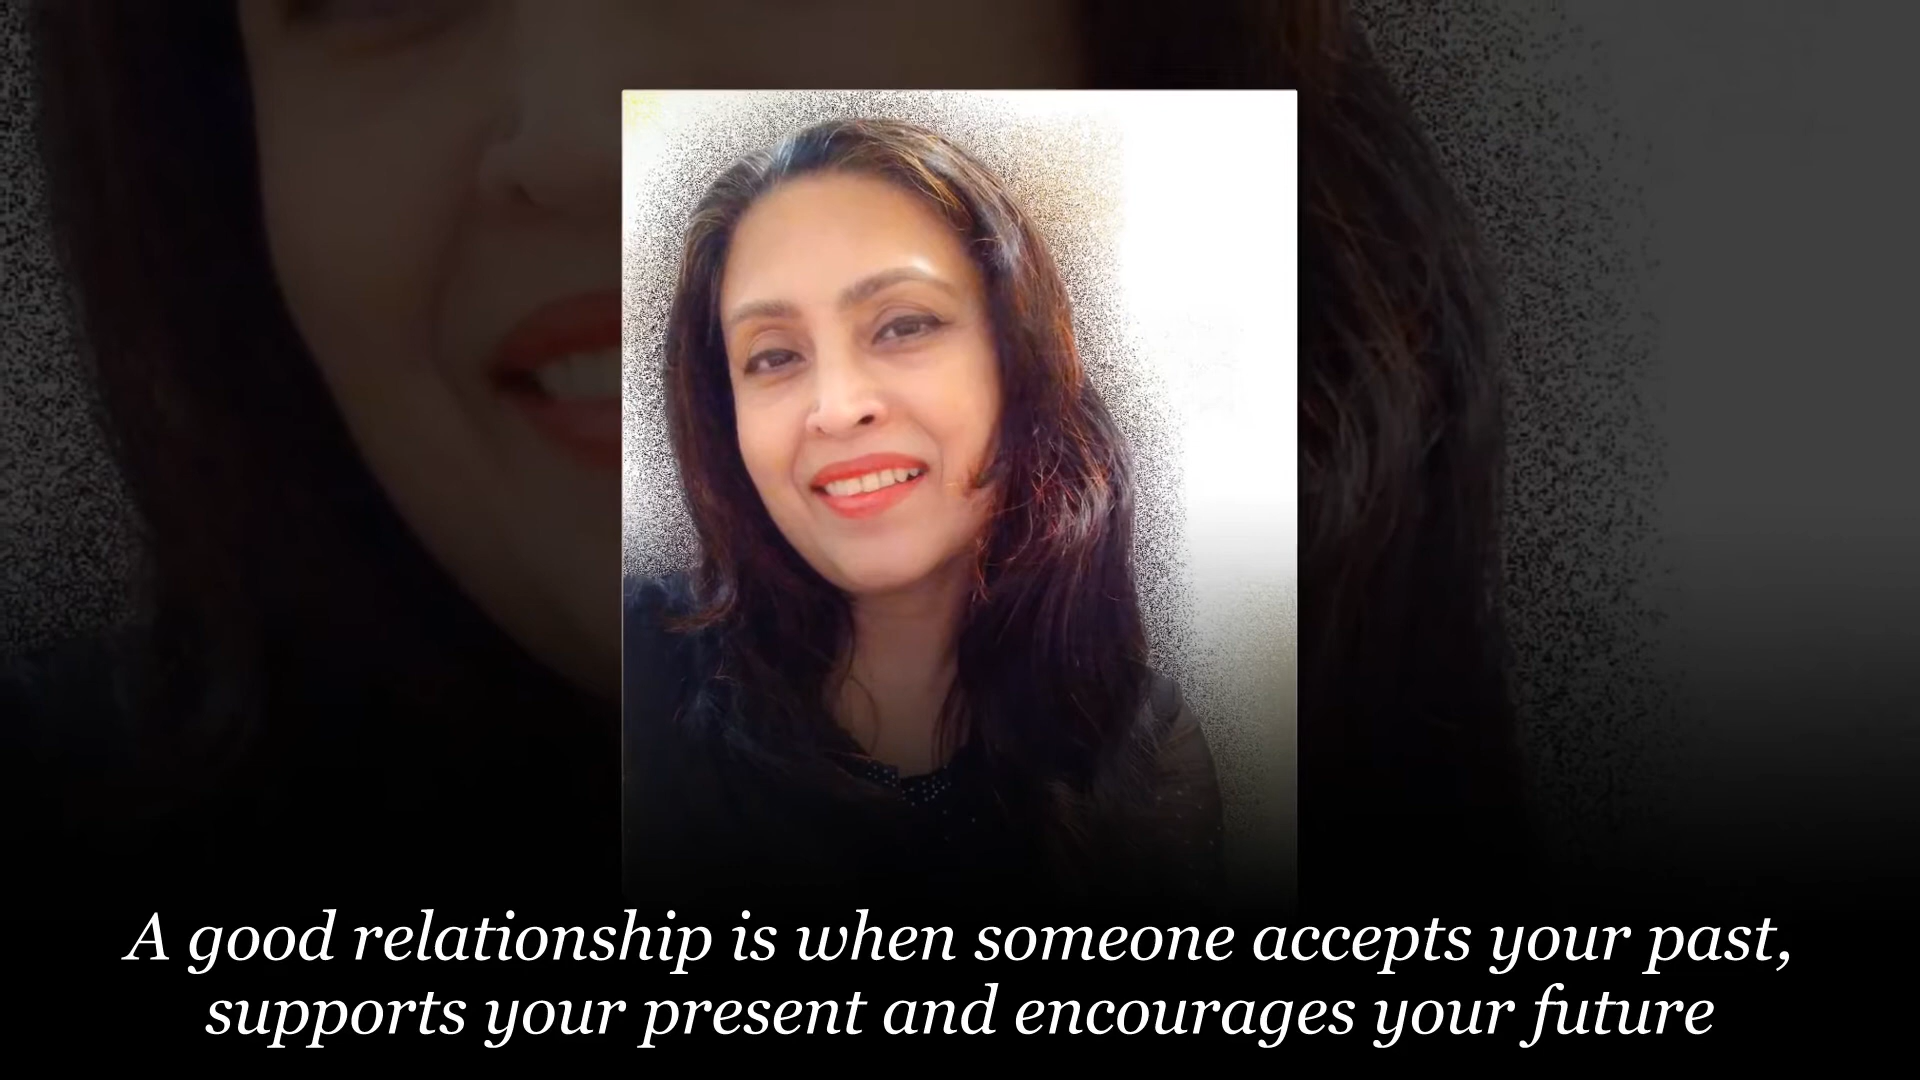 A good relationship is when someone accepts your past,
supports your present and encourages your future